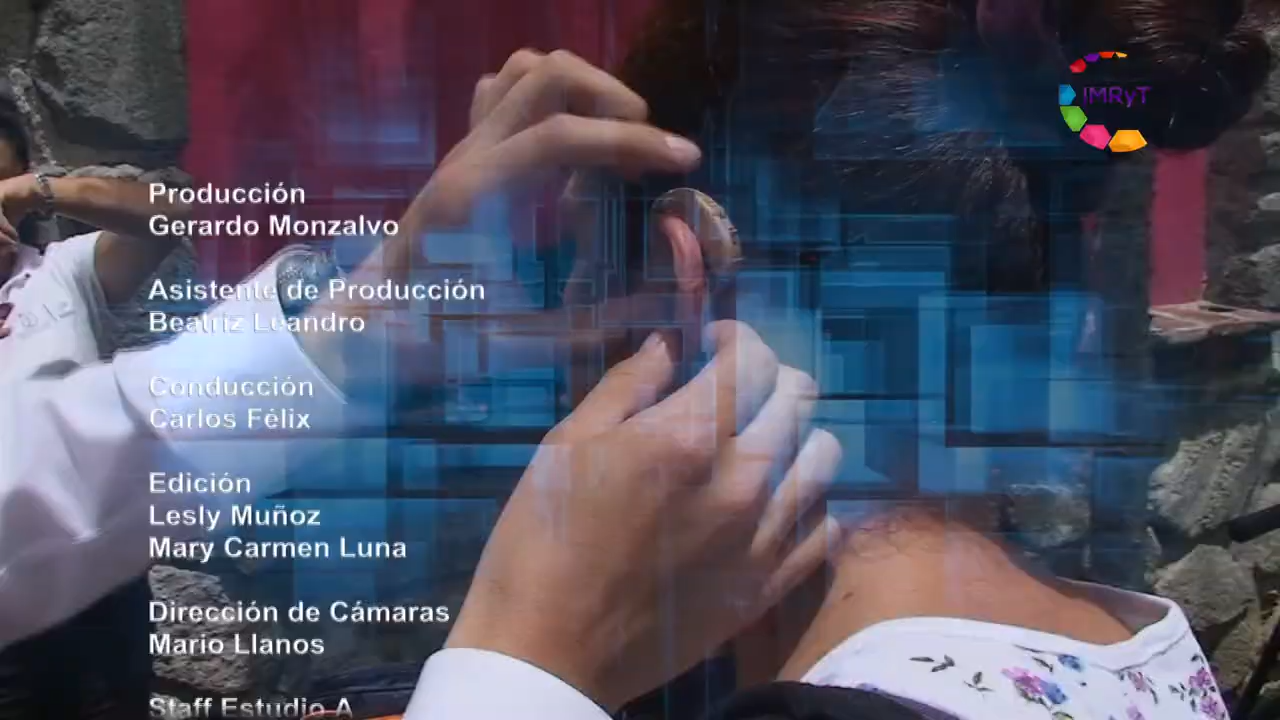 IMRyT
Producción
Gerardo Monzalvo
Asistente de Producción
Beatriz Leandro
Conducción
Carlos Félix
Edición
Lesly Muñoz
Mary Carmen Luna
Dirección de Cámaras
Mario Llanos
Staff Estudio A